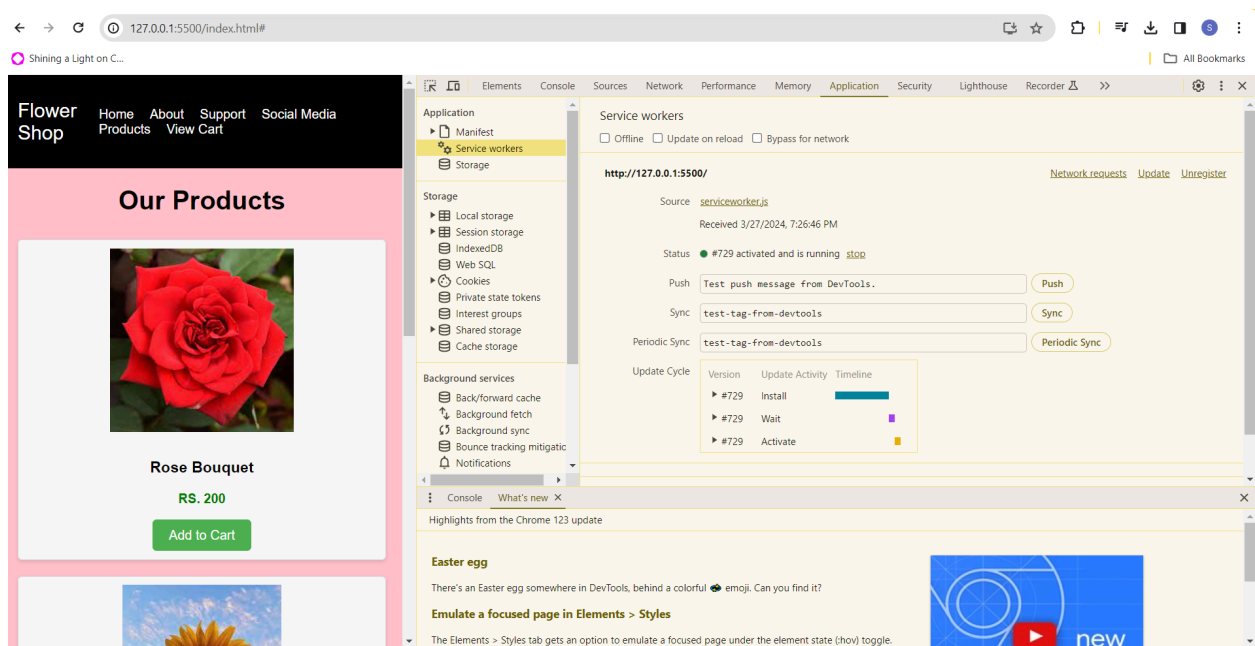 127.0.0.1:5500/index.html#
S
Shining a Light on C...
All Bookmarks
Flower Shop
Home About Support Social Media
Products View Cart
Our Products
Rose Bouquet
RS. 200
Add to Cart
Elements Console Sources Network Performance Memory Application Security Lighthouse Recorder
Application
Manifest
Service workers
Storage
Storage
Local storage
Session storage
IndexedDB
Web SQL
Cookies
Private state tokens
Interest groups
Shared storage
Cache storage
Background services
Back/forward cache
Background fetch
Background sync
Bounce tracking mitigatic
Notifications
Service workers
Offline Update on reload Bypass for network
http://127.0.0.1:5500/ Network requests Update Unregister
Source serviceworker.js
Received 3/27/2024, 7:26:46 PM
Status #729 activated and is running stop
Push Test push message from DevTools. Push
Sync test-tag-from-devtools Sync
Periodic Sync test-tag-from-devtools Periodic Sync
Update Cycle Version Update Activity Timeline
#729 Install
#729 Wait
#729 Activate
Console What's new
Highlights from the Chrome 123 update
Easter egg
There's an Easter egg somewhere in DevTools, behind a colorful emoji. Can you find it?
Emulate a focused page in Elements > Styles
The Elements > Styles tab gets an option to emulate a focused page under the element state (:hov) toggle.
new